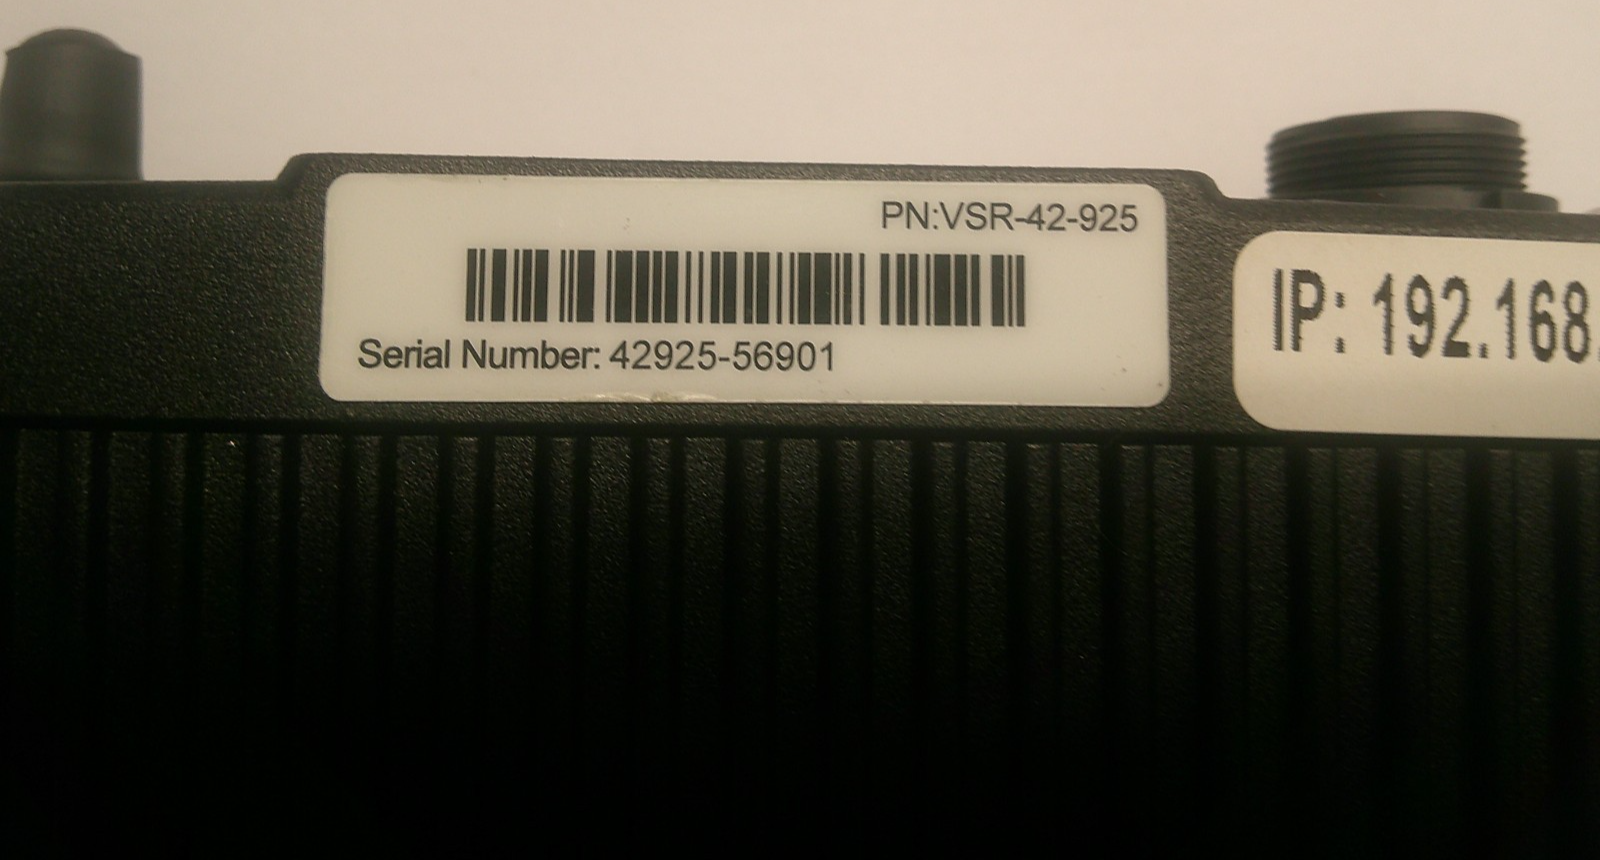 PN:VSR-42-925
Serial Number: 42925-56901
IP: 192.168.